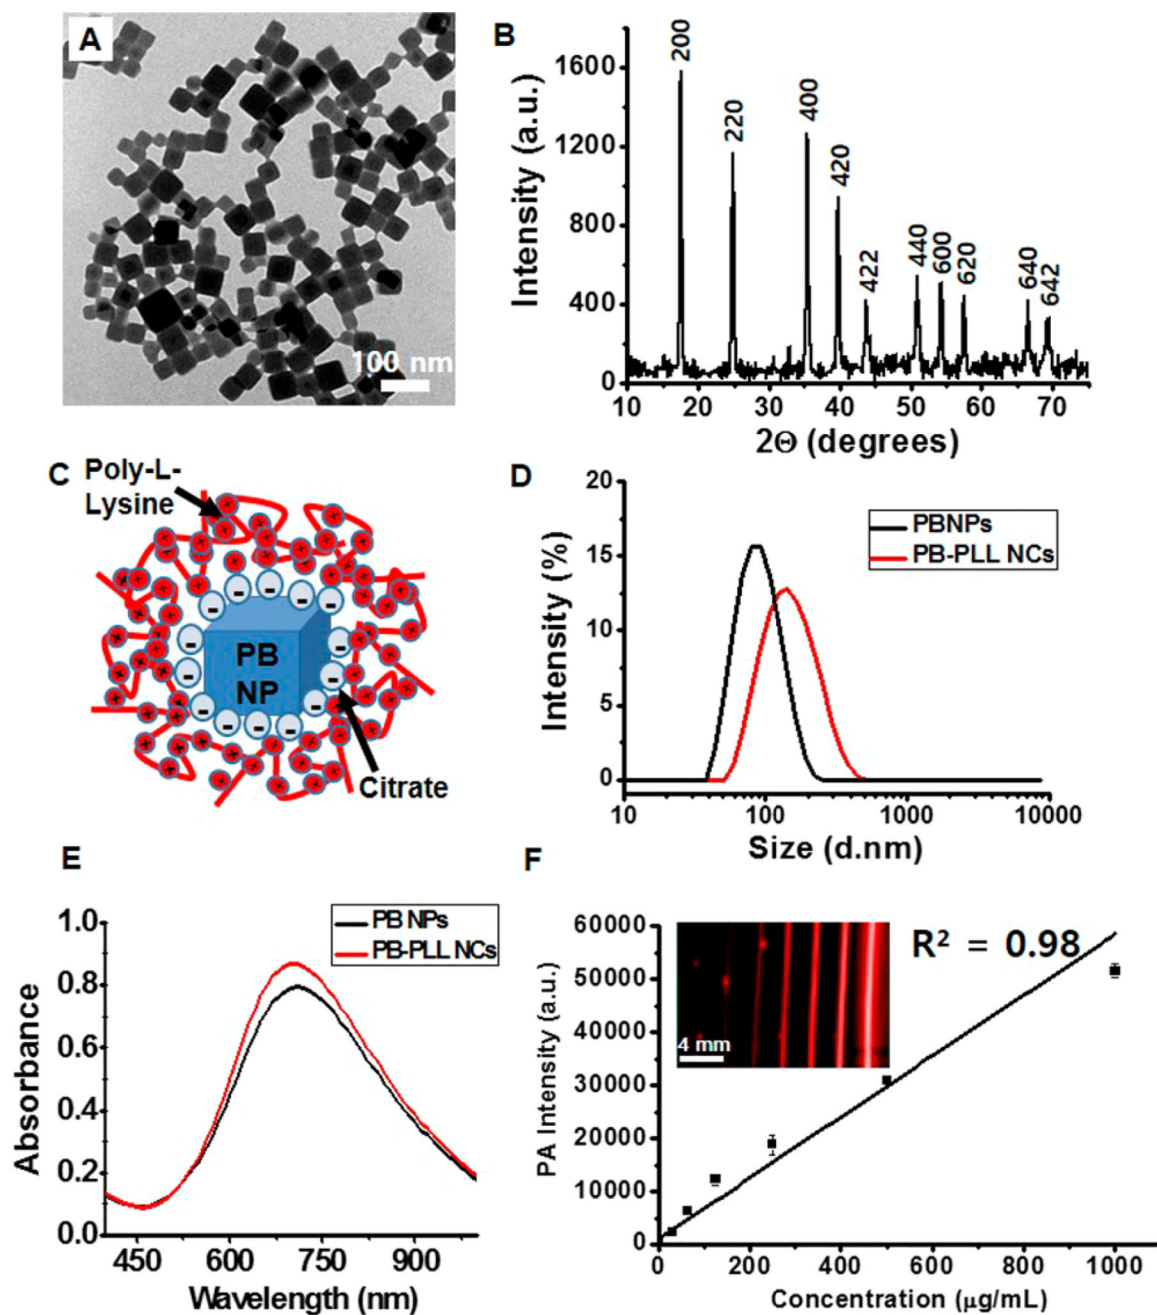 A
100 nm
B
Intensity (a.u.)
1600
1200
800
400
0
200
220
400
420
422
440
600
620
640
642
10 20 30 40 50 60 70
2Θ (degrees)
C
Poly-L-
Lysine
PB
NP
Citrate
D
Intensity (%)
20
15
10
5
0
PBNPs
PB-PLL NCs
10 100 1000 10000
Size (d.nm)
E
Absorbance
1.0
0.8
0.6
0.4
0.2
0.0
PB NPs
PB-PLL NCs
450 600 750 900
Wavelength (nm)
F
PA Intensity (a.u.)
60000
50000
40000
30000
20000
10000
0
4 mm
R² = 0.98
0 200 400 600 800 1000
Concentration (μg/mL)